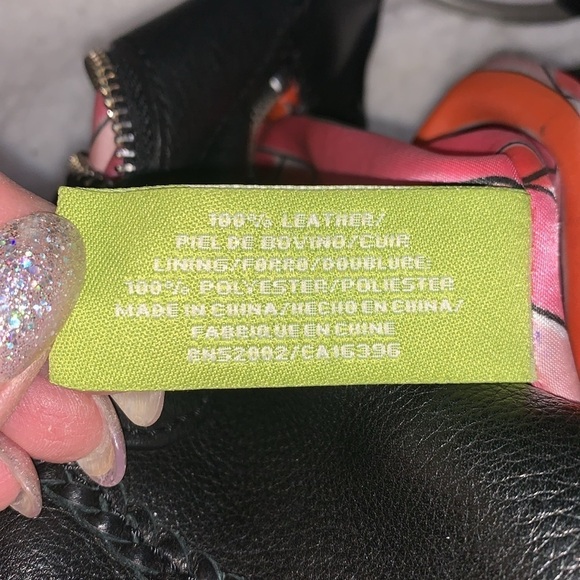 100% LEATHER/
PIEL DE BOVINO/CUIR
LINING/FORRO/DOUBLURE:
100% POLYESTER/POLIESTER
MADE IN CHINA/HECHO EN CHINA/
FABRIQUE EN CHINE
RN52002/CA16396